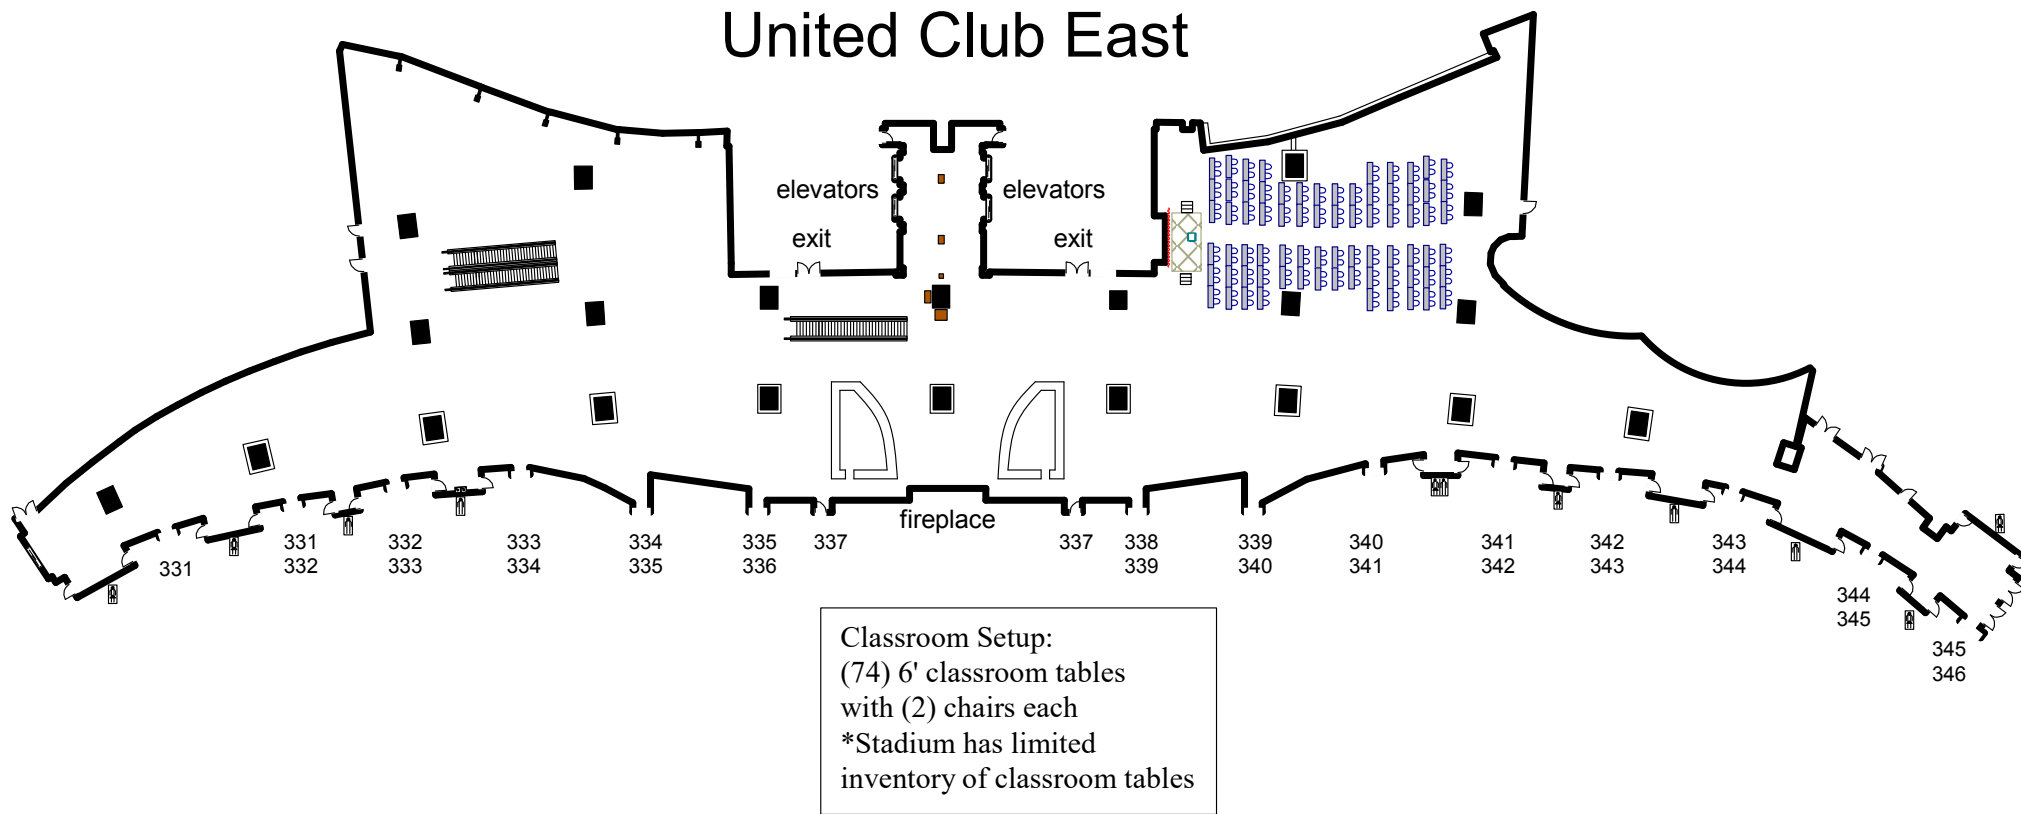 United Club East
elevators
elevators
exit
exit
fireplace
331
331
332
332
333
333
334
334
335
335
336
337
337
338
339
339
340
340
341
341
342
342
343
343
344
344
345
345
346
Classroom Setup:
(74) 6' classroom tables
with (2) chairs each
*Stadium has limited
inventory of classroom tables